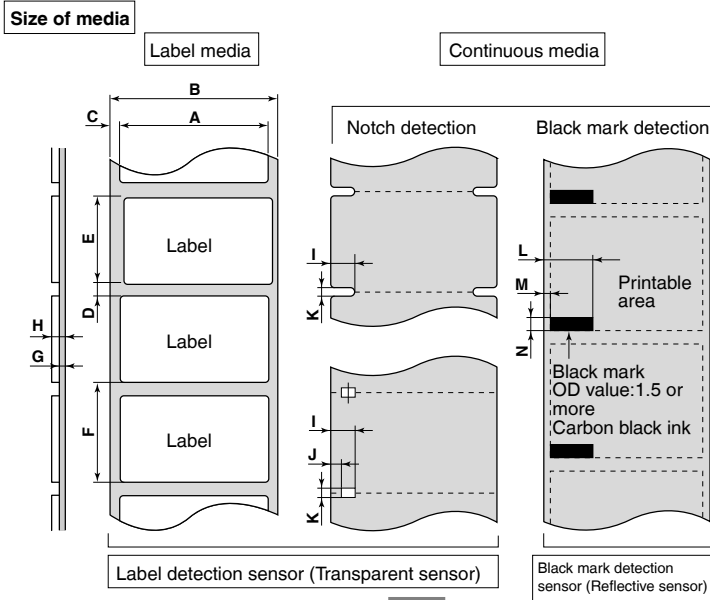 Size of media
Label media
Continuous media
B
C
A
Notch detection
Black mark detection
E
Label
I
L
Printable
area
M
D
K
H
N
Label
G
Black mark
OD value:1.5 or
more
Carbon black ink
F
I
Label
J
K
Label detection sensor (Transparent sensor)
Black mark detection
sensor (Reflective sensor)